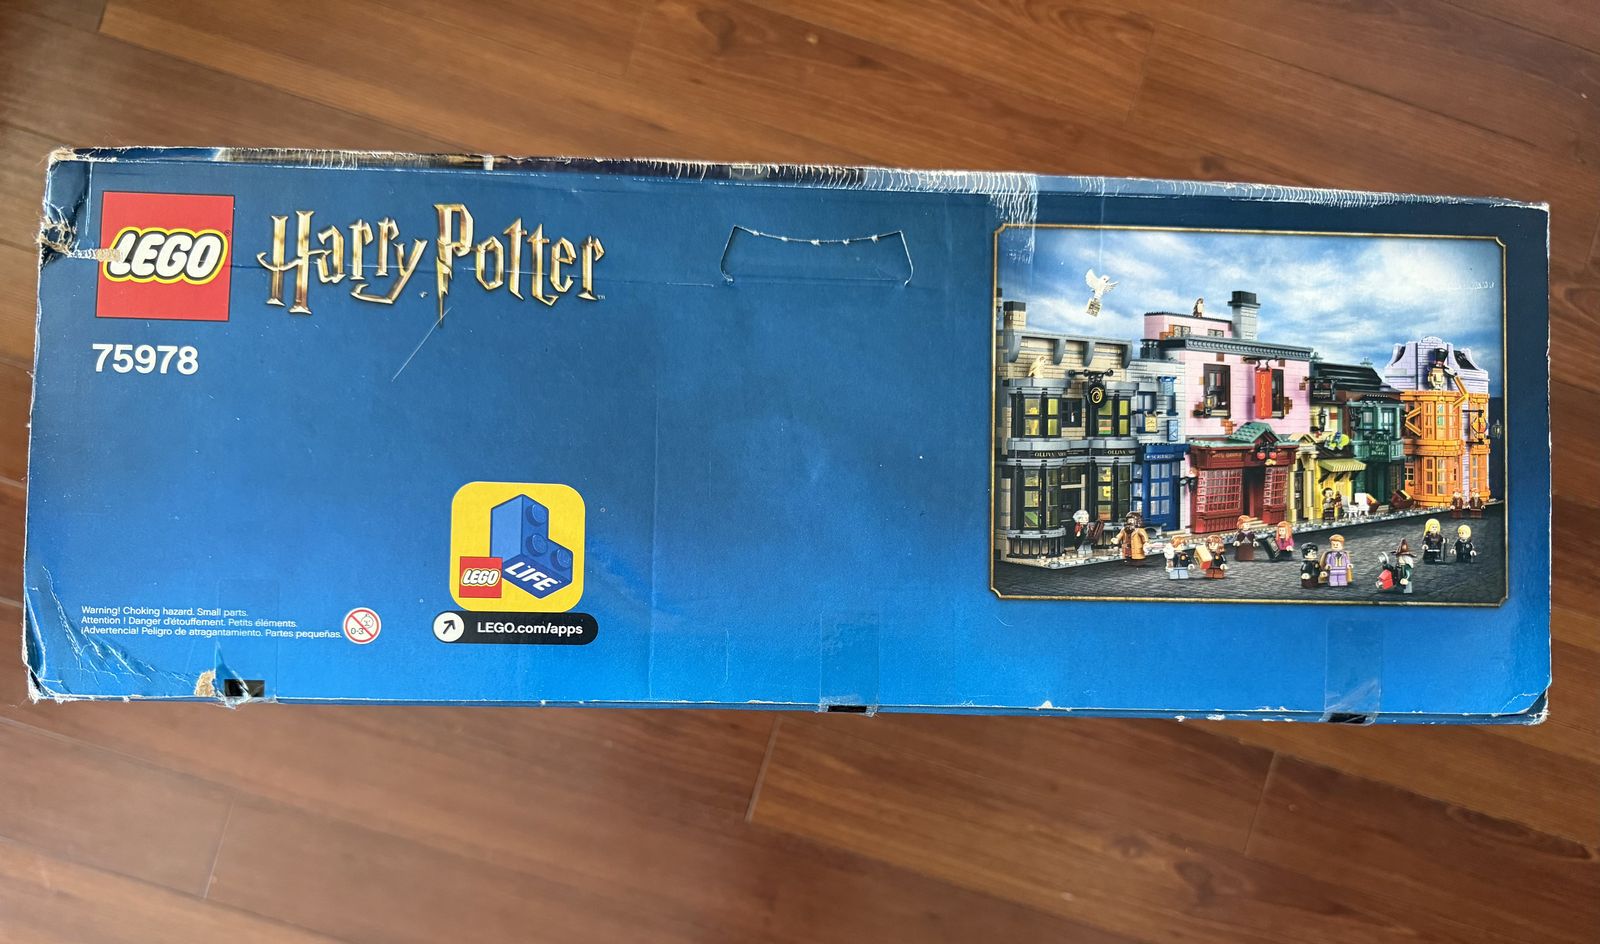 LEGO
Harry Potter
75978
LEGO
LIFE
LEGO.com/apps
Warning! Choking hazard. Small parts.
Attention ! Danger d'étouffement. Petits éléments.
¡Advertencia! Peligro de atragantamiento. Partes pequeñas.
0-3